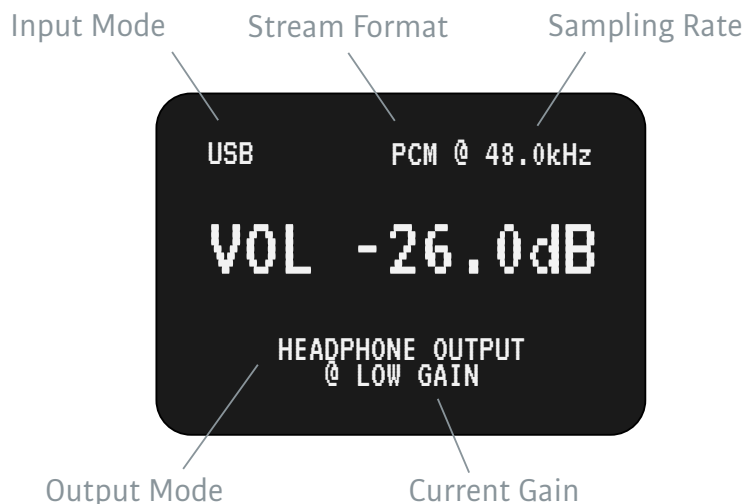 Input Mode Stream Format Sampling Rate
USB PCM @ 48.0kHz
VOL -26.0dB
HEADPHONE OUTPUT
@ LOW GAIN
Output Mode Current Gain